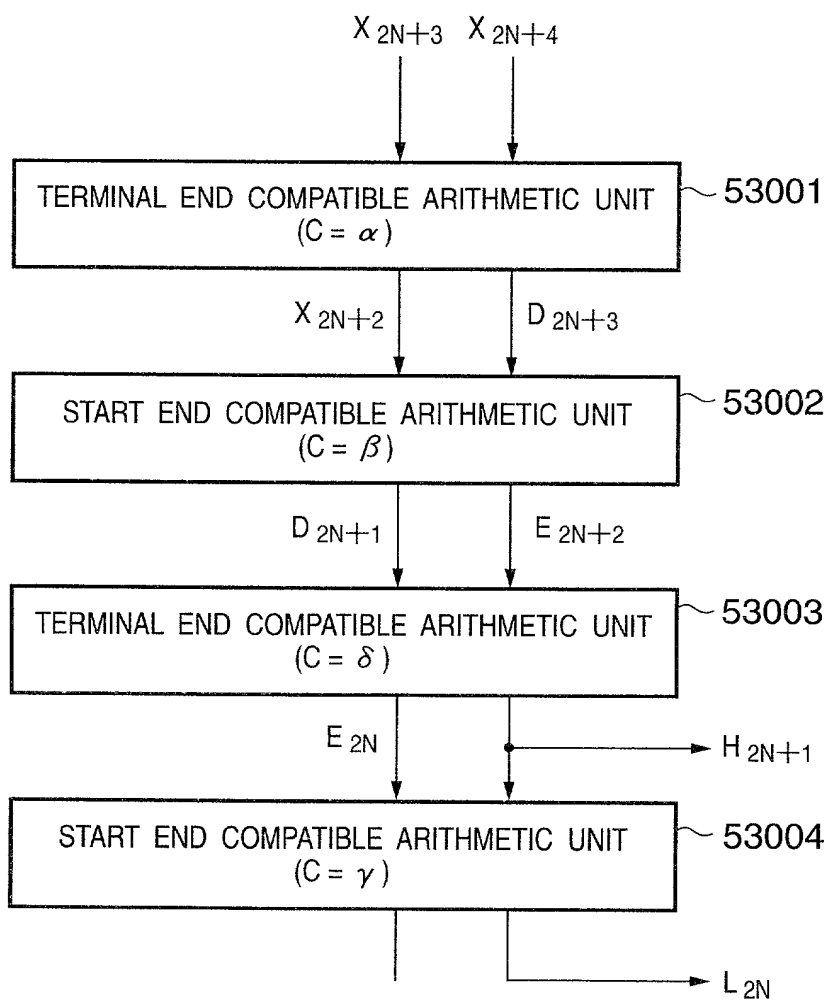 X 2N+3 X 2N+4
TERMINAL END COMPATIBLE ARITHMETIC UNIT
(C = α)
53001
X 2N+2 D 2N+3
START END COMPATIBLE ARITHMETIC UNIT
(C = β)
53002
D 2N+1 E 2N+2
TERMINAL END COMPATIBLE ARITHMETIC UNIT
(C = δ)
53003
E 2N
H 2N+1
START END COMPATIBLE ARITHMETIC UNIT
(C = γ)
53004
L 2N